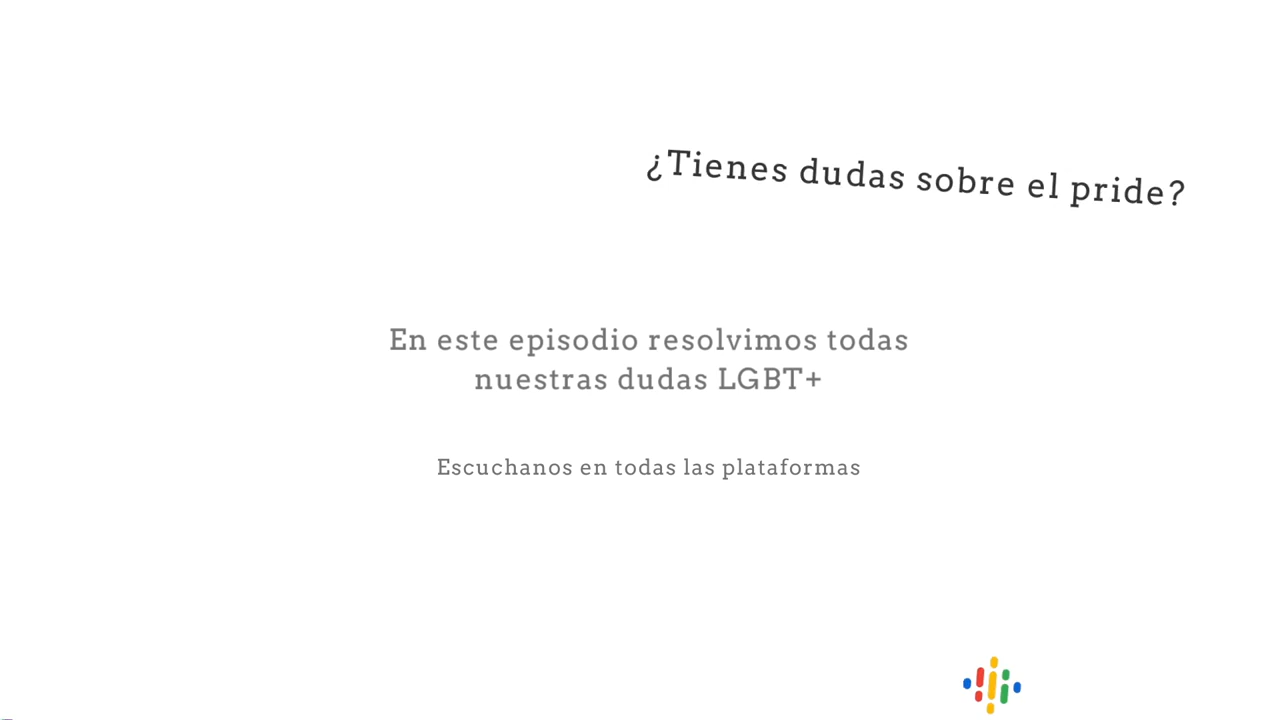 ¿Tienes dudas sobre el pride?
En este episodio resolvimos todas
nuestras dudas LGBT+
Escuchanos en todas las plataformas